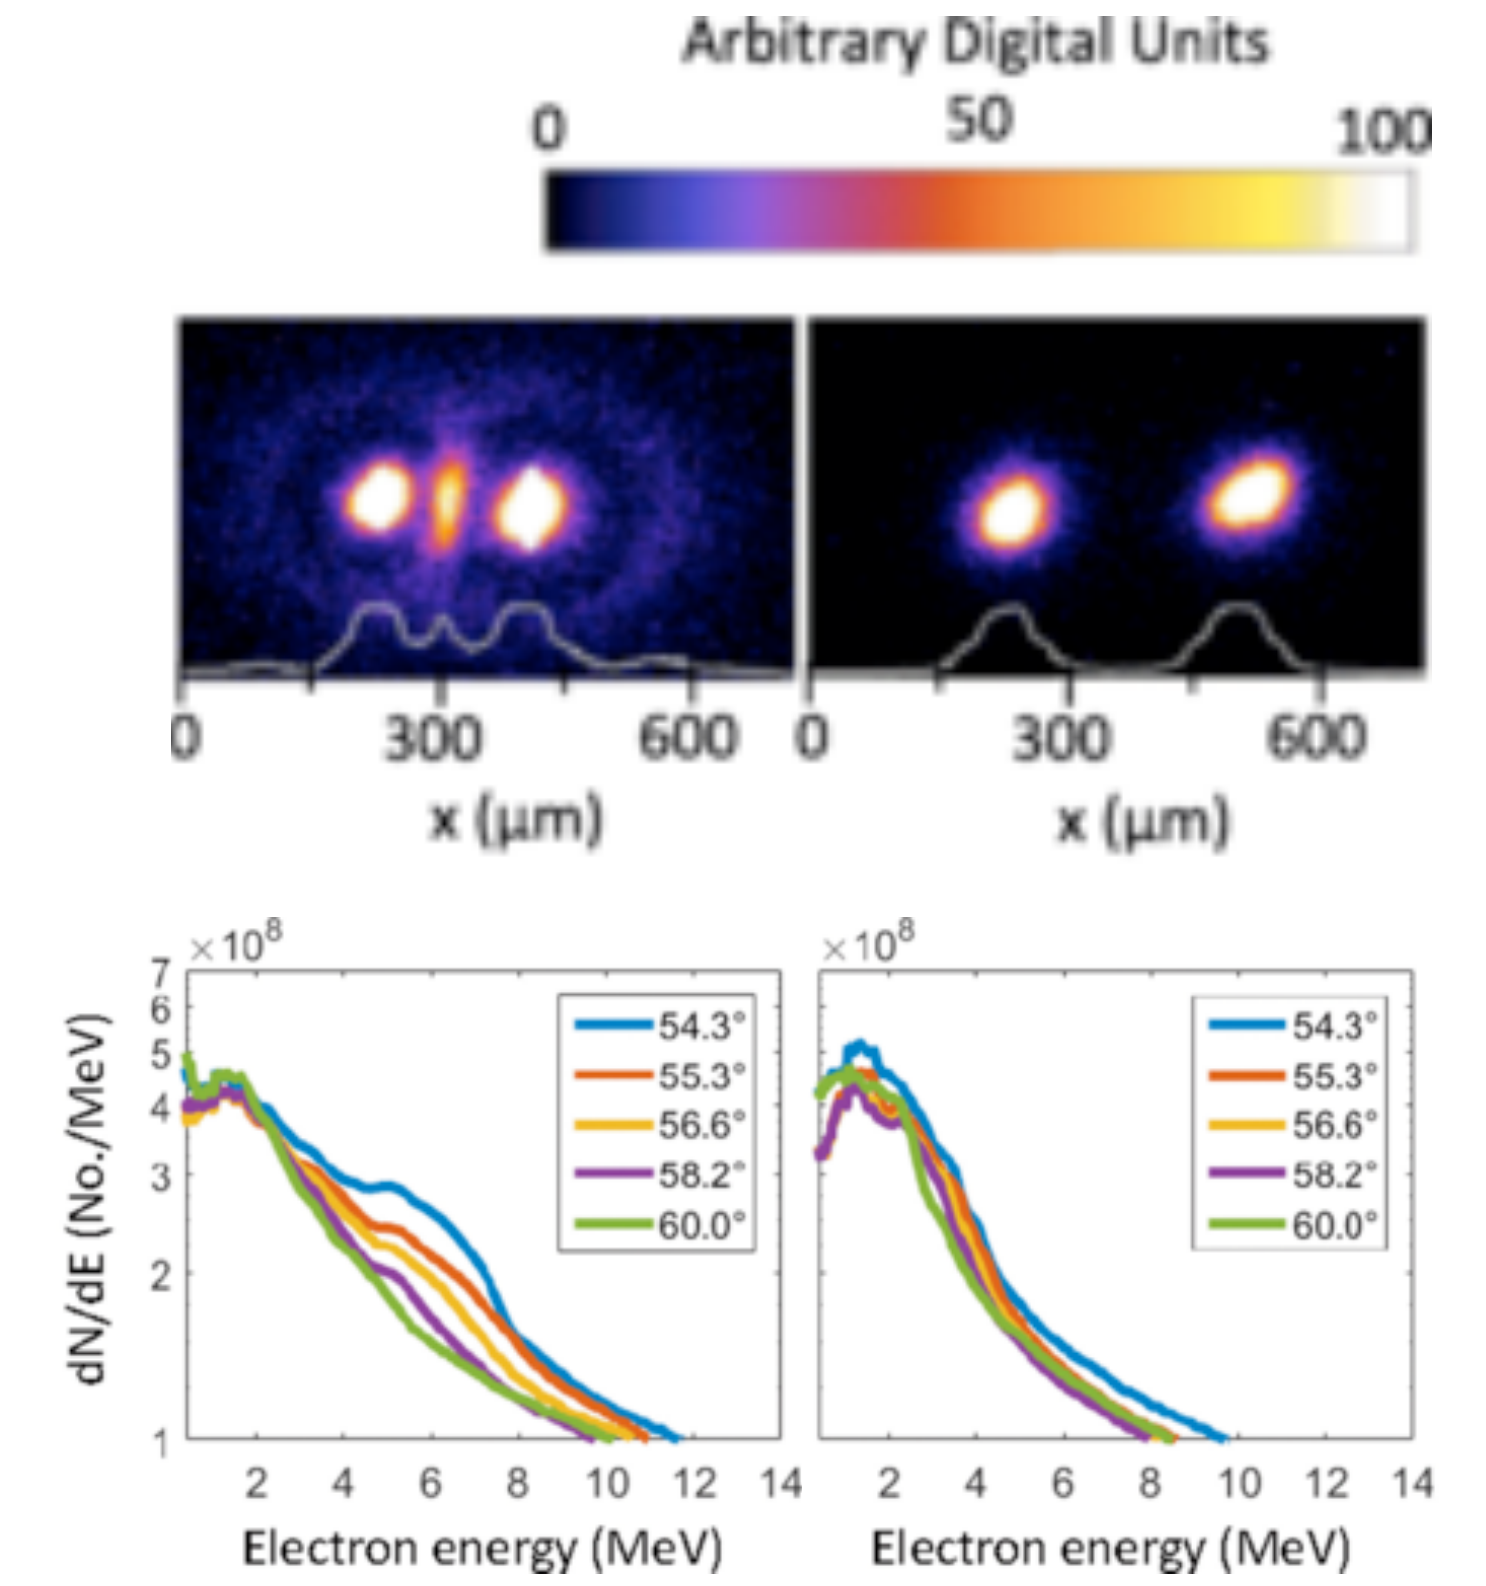 Arbitrary Digital Units
0 50 100
0 300 600 0 300 600
x (μm) x (μm)
×10⁸ ×10⁸
7
6
5
4
3
2
1
dN/dE (No./MeV)
54.3°
55.3°
56.6°
58.2°
60.0°
54.3°
55.3°
56.6°
58.2°
60.0°
2 4 6 8 10 12 14 2 4 6 8 10 12 14
Electron energy (MeV) Electron energy (MeV)